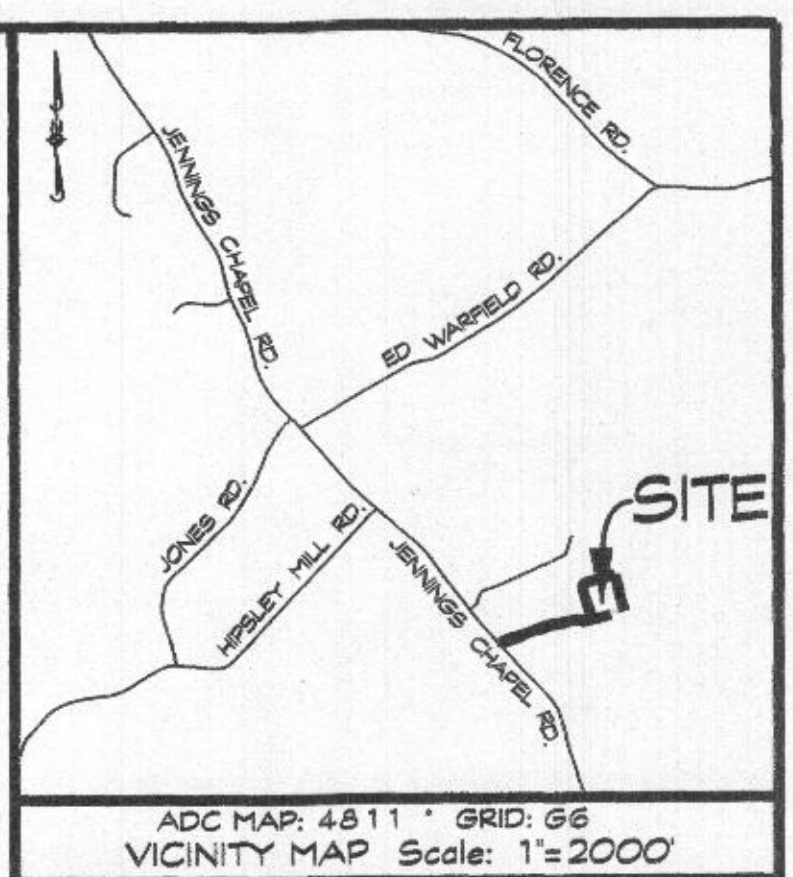 FLORENCE RD.
JENNINGS CHAPEL RD.
ED WARFIELD RD.
SITE
JONES RD.
HIPSLEY MILL RD.
JENNINGS CHAPEL RD.
ADC MAP: 4811 * GRID: G6
VICINITY MAP Scale: 1"=2000'